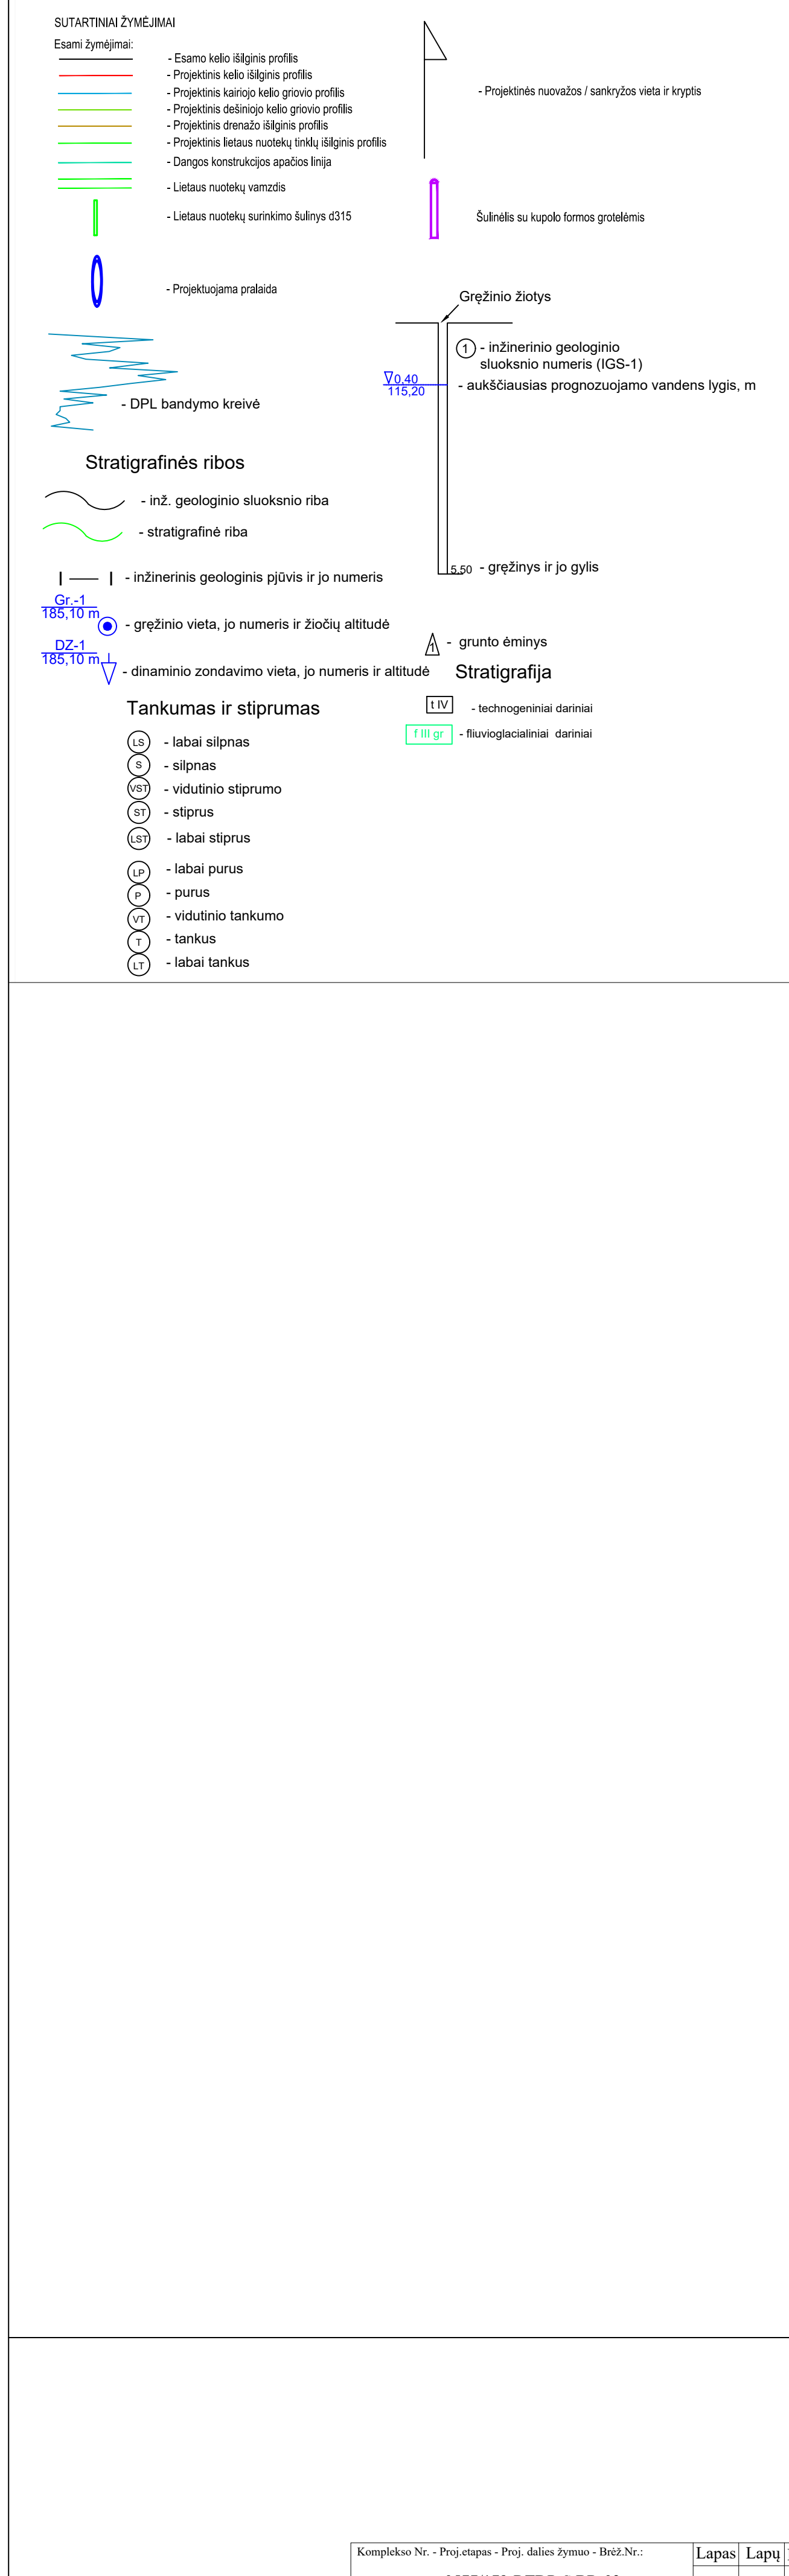 SUTARTINIAI ŽYMĖJIMAI
Esami žymėjimai:
- Esamo kelio išilginis profilis
- Projektinis kelio išilginis profilis
- Projektinis kairiojo kelio griovio profilis
- Projektinis dešiniojo kelio griovio profilis
- Projektinis drenažo išilginis profilis
- Projektinis lietaus nuotekų tinklų išilginis profilis
- Dangos konstrukcijos apačios linija
- Lietaus nuotekų vamzdis
- Lietaus nuotekų surinkimo šulinys d315
- Projektuojama pralaida
- DPL bandymo kreivė
- Projektinės nuovažos / sankryžos vieta ir kryptis
Šulinėlis su kupolo formos grotelėmis
Gręžinio žiotys
1 - inžinerinio geologinio
sluoksnio numeris (IGS-1)
0,40
115,20
- aukščiausias prognozuojamo vandens lygis, m
5,50 - gręžinys ir jo gylis
Stratigrafinės ribos
- inž. geologinio sluoksnio riba
- stratigrafinė riba
- inžinerinis geologinis pjūvis ir jo numeris
Gr.-1
185,10 m
- gręžinio vieta, jo numeris ir žiočių altitudė
DZ-1
185,10 m
- dinaminio zondavimo vieta, jo numeris ir altitudė
1 - grunto ėminys
Stratigrafija
t IV - technogeniniai dariniai
f III gr - fliuvioglacialiniai dariniai
Tankumas ir stiprumas
LS - labai silpnas
S - silpnas
VST - vidutinio stiprumo
ST - stiprus
LST - labai stiprus
LP - labai purus
P - purus
VT - vidutinio tankumo
T - tankus
LT - labai tankus
Komplekso Nr. - Proj.etapas - Proj. dalies žymuo - Brėž.Nr.:
Lapas Lapų